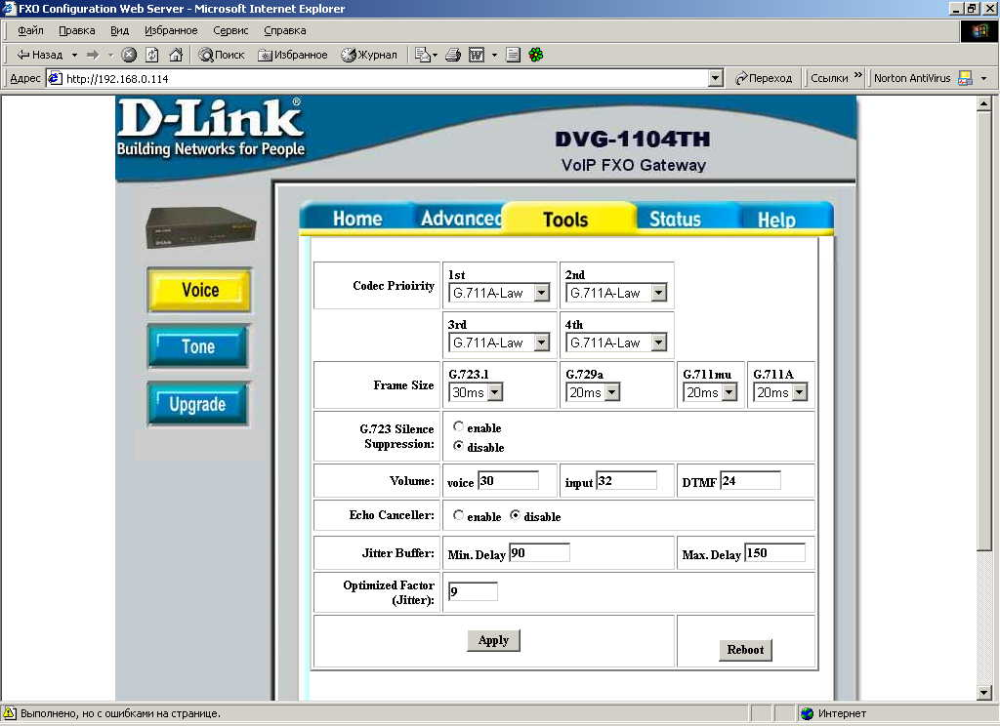 FXO Configuration Web Server - Microsoft Internet Explorer
Файл Правка Вид Избранное Сервис Справка
Назад Поиск Избранное Журнал
Адрес http://192.168.0.114 Переход Ссылки » Norton AntiVirus
D-Link®
Building Networks for People
DVG-1104TH
VoIP FXO Gateway
Home Advanced Tools Status Help
Voice
Tone
Upgrade
Codec Prioirity 1st 2nd
G.711A-Law G.711A-Law
3rd 4th
G.711A-Law G.711A-Law
Frame Size G.723.1 G.729a G.711mu G.711A
30ms 20ms 20ms 20ms
G.723 Silence Suppression: enable
disable
Volume: voice 30 input 32 DTMF 24
Echo Canceller: enable disable
Jitter Buffer: Min. Delay 90 Max. Delay 150
Optimized Factor (Jitter): 9
Apply Reboot
Выполнено, но с ошибками на странице. Интернет